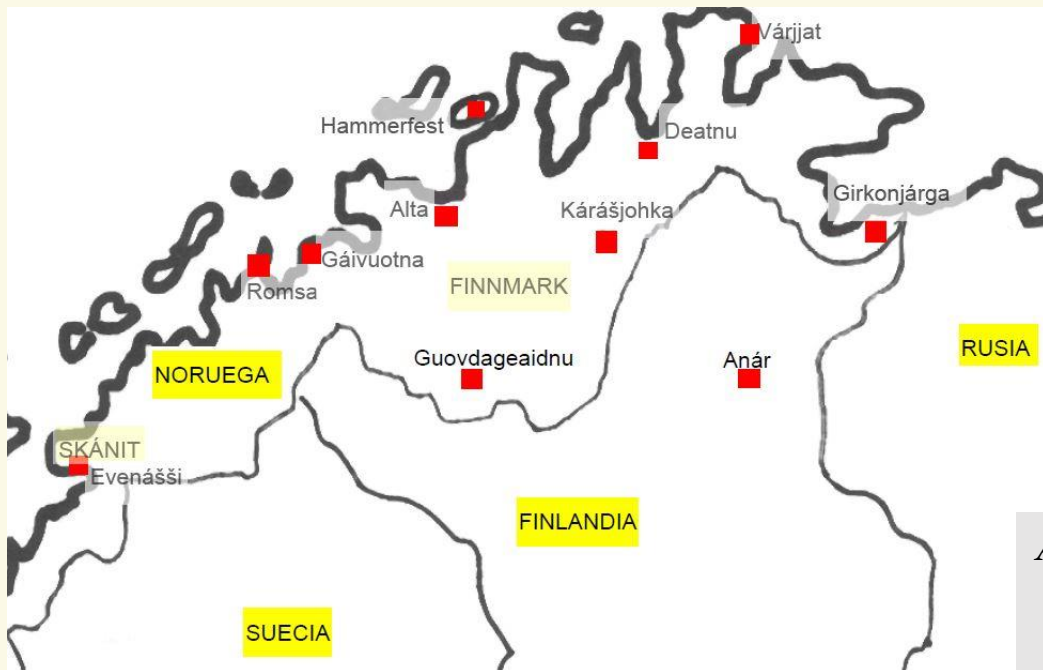 Várjjat
Hammerfest
Deatnu
Girkonjárga
Alta
Kárášjohka
Gáivuotna
Romsa
FINNMARK
RUSIA
Guovdageaidnu
Anár
NORUEGA
SKÁNIT
Evenášši
FINLANDIA
SUECIA